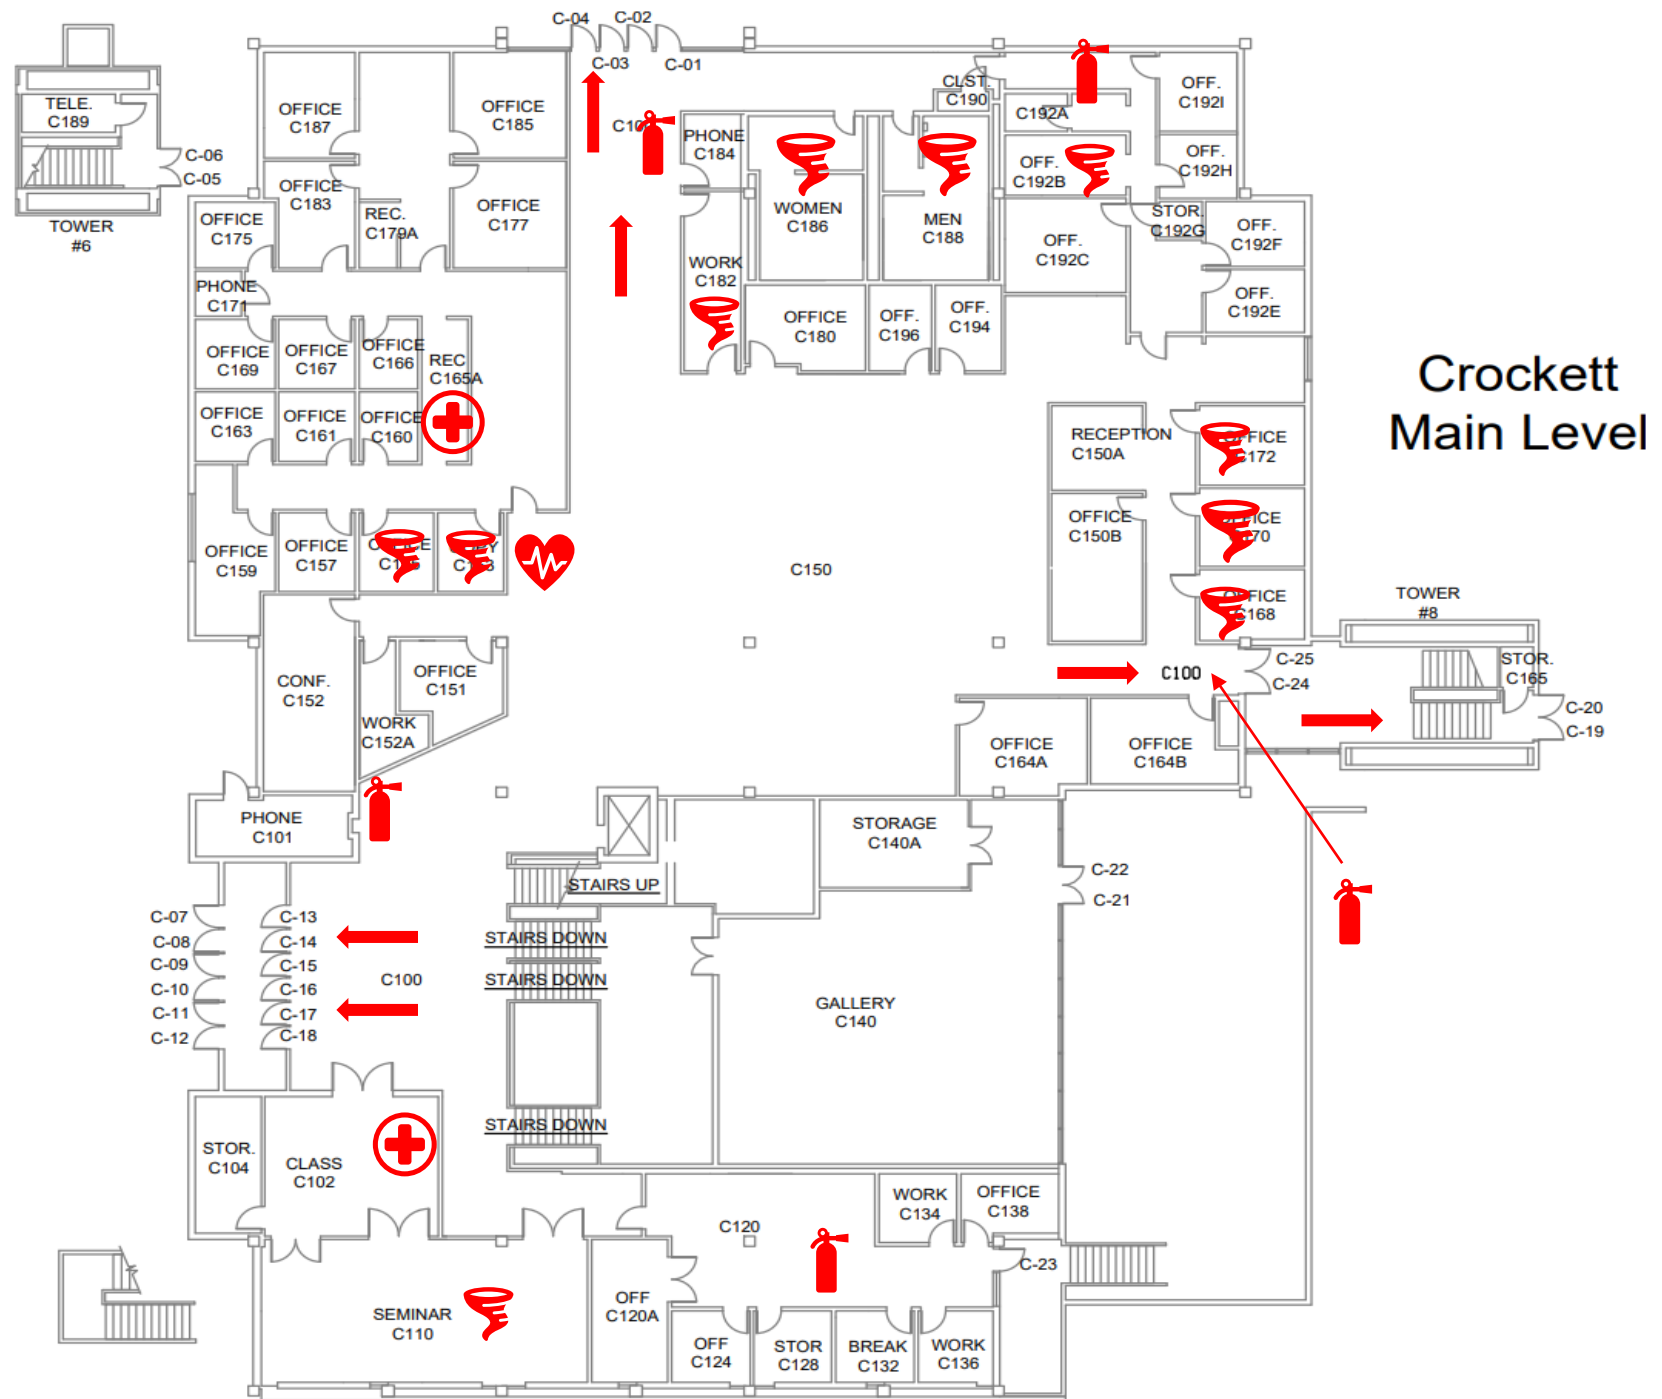 C-04
C-02
C-03
C-01
TELE.
C189
C-06
C-05
TOWER
#6
OFFICE
C187
OFFICE
C185
PHONE
C184
CLST.
C190
C192A
OFF.
C192I
OFF.
C192B
OFF.
C192H
OFFICE
C183
REC.
C179A
OFFICE
C177
OFFICE
C175
WOMEN
C186
MEN
C188
STOR.
C192G
OFF.
C192F
OFF.
C192C
OFF.
C192E
PHONE
C171
WORK
C182
OFFICE
C180
OFF.
C196
OFF.
C194
OFFICE
C169
OFFICE
C167
OFFICE
C166
REC
C165A
Crockett
Main Level
OFFICE
C163
OFFICE
C161
OFFICE
C160
RECEPTION
C150A
C172
OFFICE
C150B
OFFICE
C159
OFFICE
C157
C150
C168
TOWER
#8
CONF.
C152
OFFICE
C151
WORK
C152A
C100
C-25
C-24
STOR.
C165
C-20
C-19
OFFICE
C164A
OFFICE
C164B
PHONE
C101
STORAGE
C140A
STAIRS UP
C-22
C-21
C-07
C-08
C-09
C-10
C-11
C-12
C-13
C-14
C-15
C-16
C-17
C-18
C100
STAIRS DOWN
STAIRS DOWN
GALLERY
C140
STAIRS DOWN
STOR.
C104
CLASS
C102
WORK
C134
OFFICE
C138
C120
C-23
SEMINAR
C110
OFF
C120A
OFF
C124
STOR
C128
BREAK
C132
WORK
C136